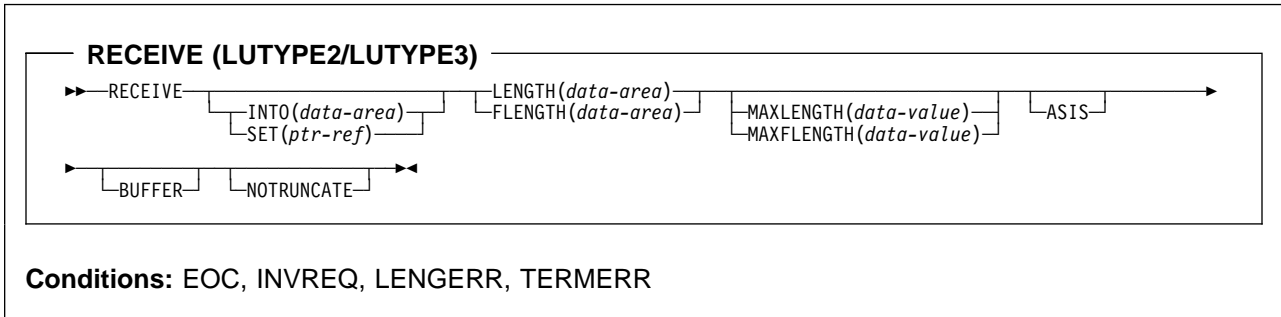 RECEIVE (LUTYPE2/LUTYPE3)
►►──RECEIVE──┬──────────────────┬──┬─LENGTH(data-area)──┬──┬────────────────────────┬──┬──────┬──►
INTO(data-area) FLENGTH(data-area) MAXLENGTH(data-value) ASIS
SET(ptr-ref) MAXFLENGTH(data-value)
►──┬────────┬──┬────────────┬──►◄
BUFFER NOTRUNCATE
Conditions: EOC, INVREQ, LENGERR, TERMERR